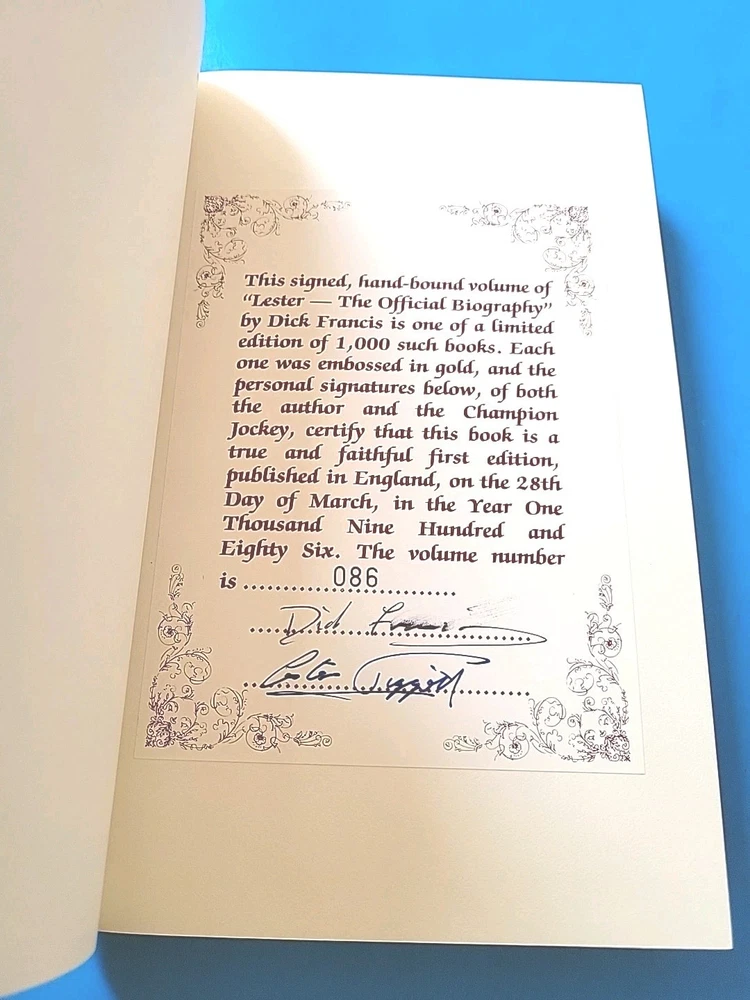 This signed, hand-bound volume of
"Lester — The Official Biography"
by Dick Francis is one of a limited
edition of 1,000 such books. Each
one was embossed in gold, and the
personal signatures below, of both
the author and the Champion
Jockey, certify that this book is a
true and faithful first edition,
published in England, on the 28th
Day of March, in the Year One
Thousand Nine Hundred and
Eighty Six. The volume number
is ............086............
Dick Francis
Lester Piggott